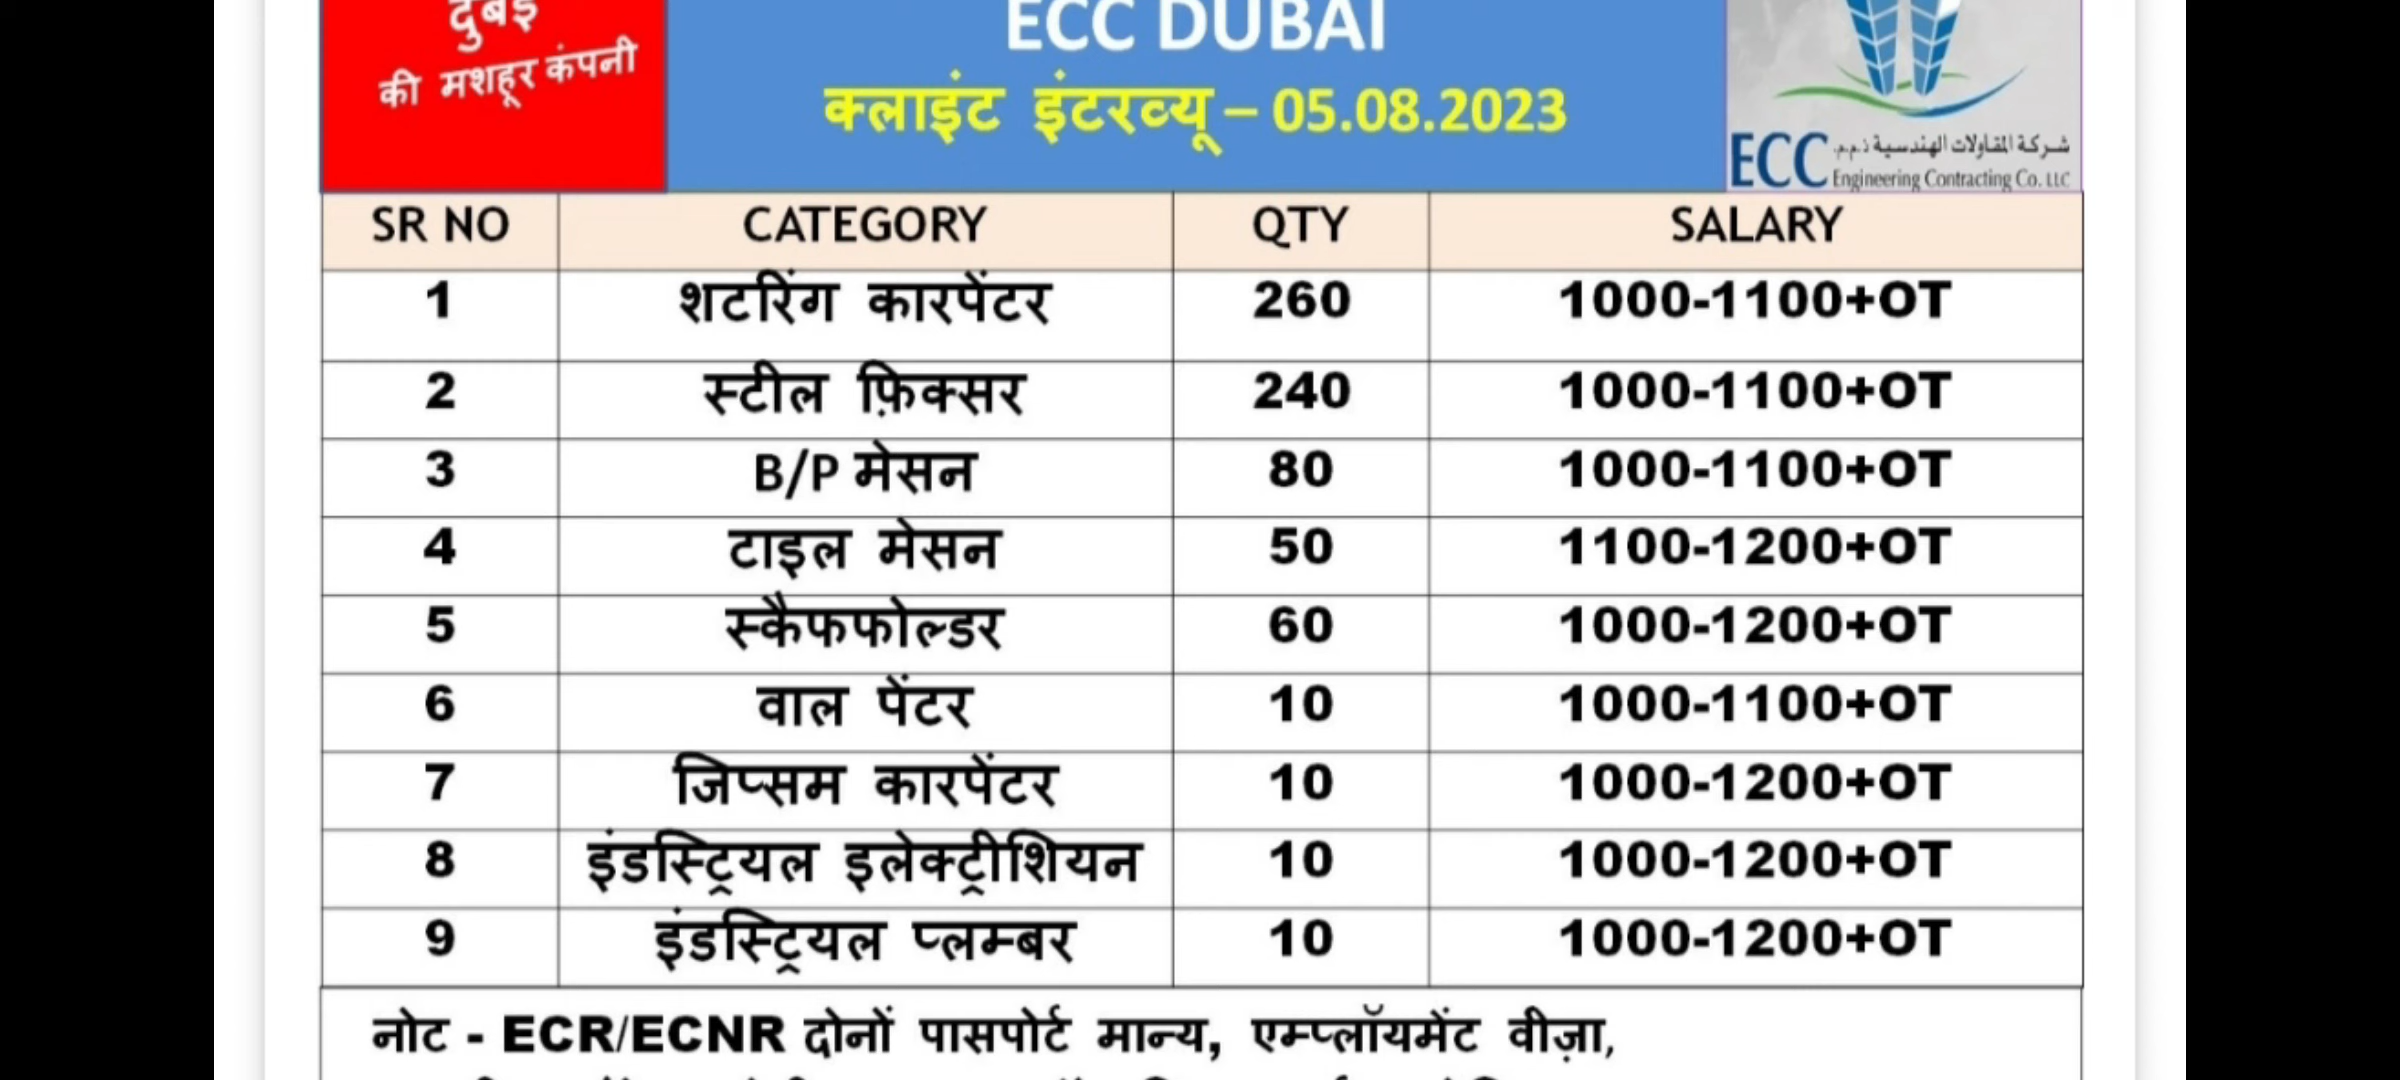 दुबई
की मशहूर कंपनी
ECC DUBAI
क्लाइंट इंटरव्यू – 05.08.2023
ECC شركة المقاولات الهندسية ذ.م.م.
Engineering Contracting Co. LLC
SR NO CATEGORY QTY SALARY
1 शटरिंग कारपेंटर 260 1000-1100+OT
2 स्टील फ़िक्सर 240 1000-1100+OT
3 B/P मेसन 80 1000-1100+OT
4 टाइल मेसन 50 1100-1200+OT
5 स्कैफफोल्डर 60 1000-1200+OT
6 वाल पेंटर 10 1000-1100+OT
7 जिप्सम कारपेंटर 10 1000-1200+OT
8 इंडस्ट्रियल इलेक्ट्रीशियन 10 1000-1200+OT
9 इंडस्ट्रियल प्लम्बर 10 1000-1200+OT
नोट - ECR/ECNR दोनों पासपोर्ट मान्य, एम्प्लॉयमेंट वीज़ा,